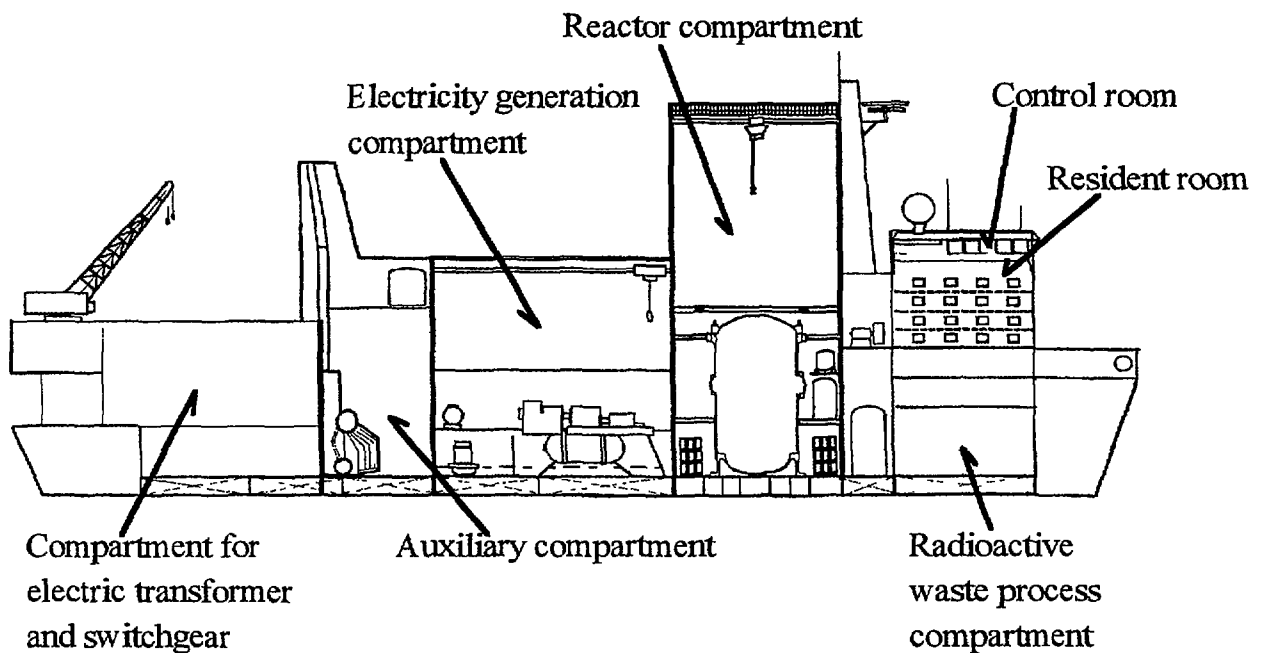 Reactor compartment
Electricity generation
compartment
Control room
Resident room
Compartment for
electric transformer
and switchgear
Auxiliary compartment
Radioactive
waste process
compartment